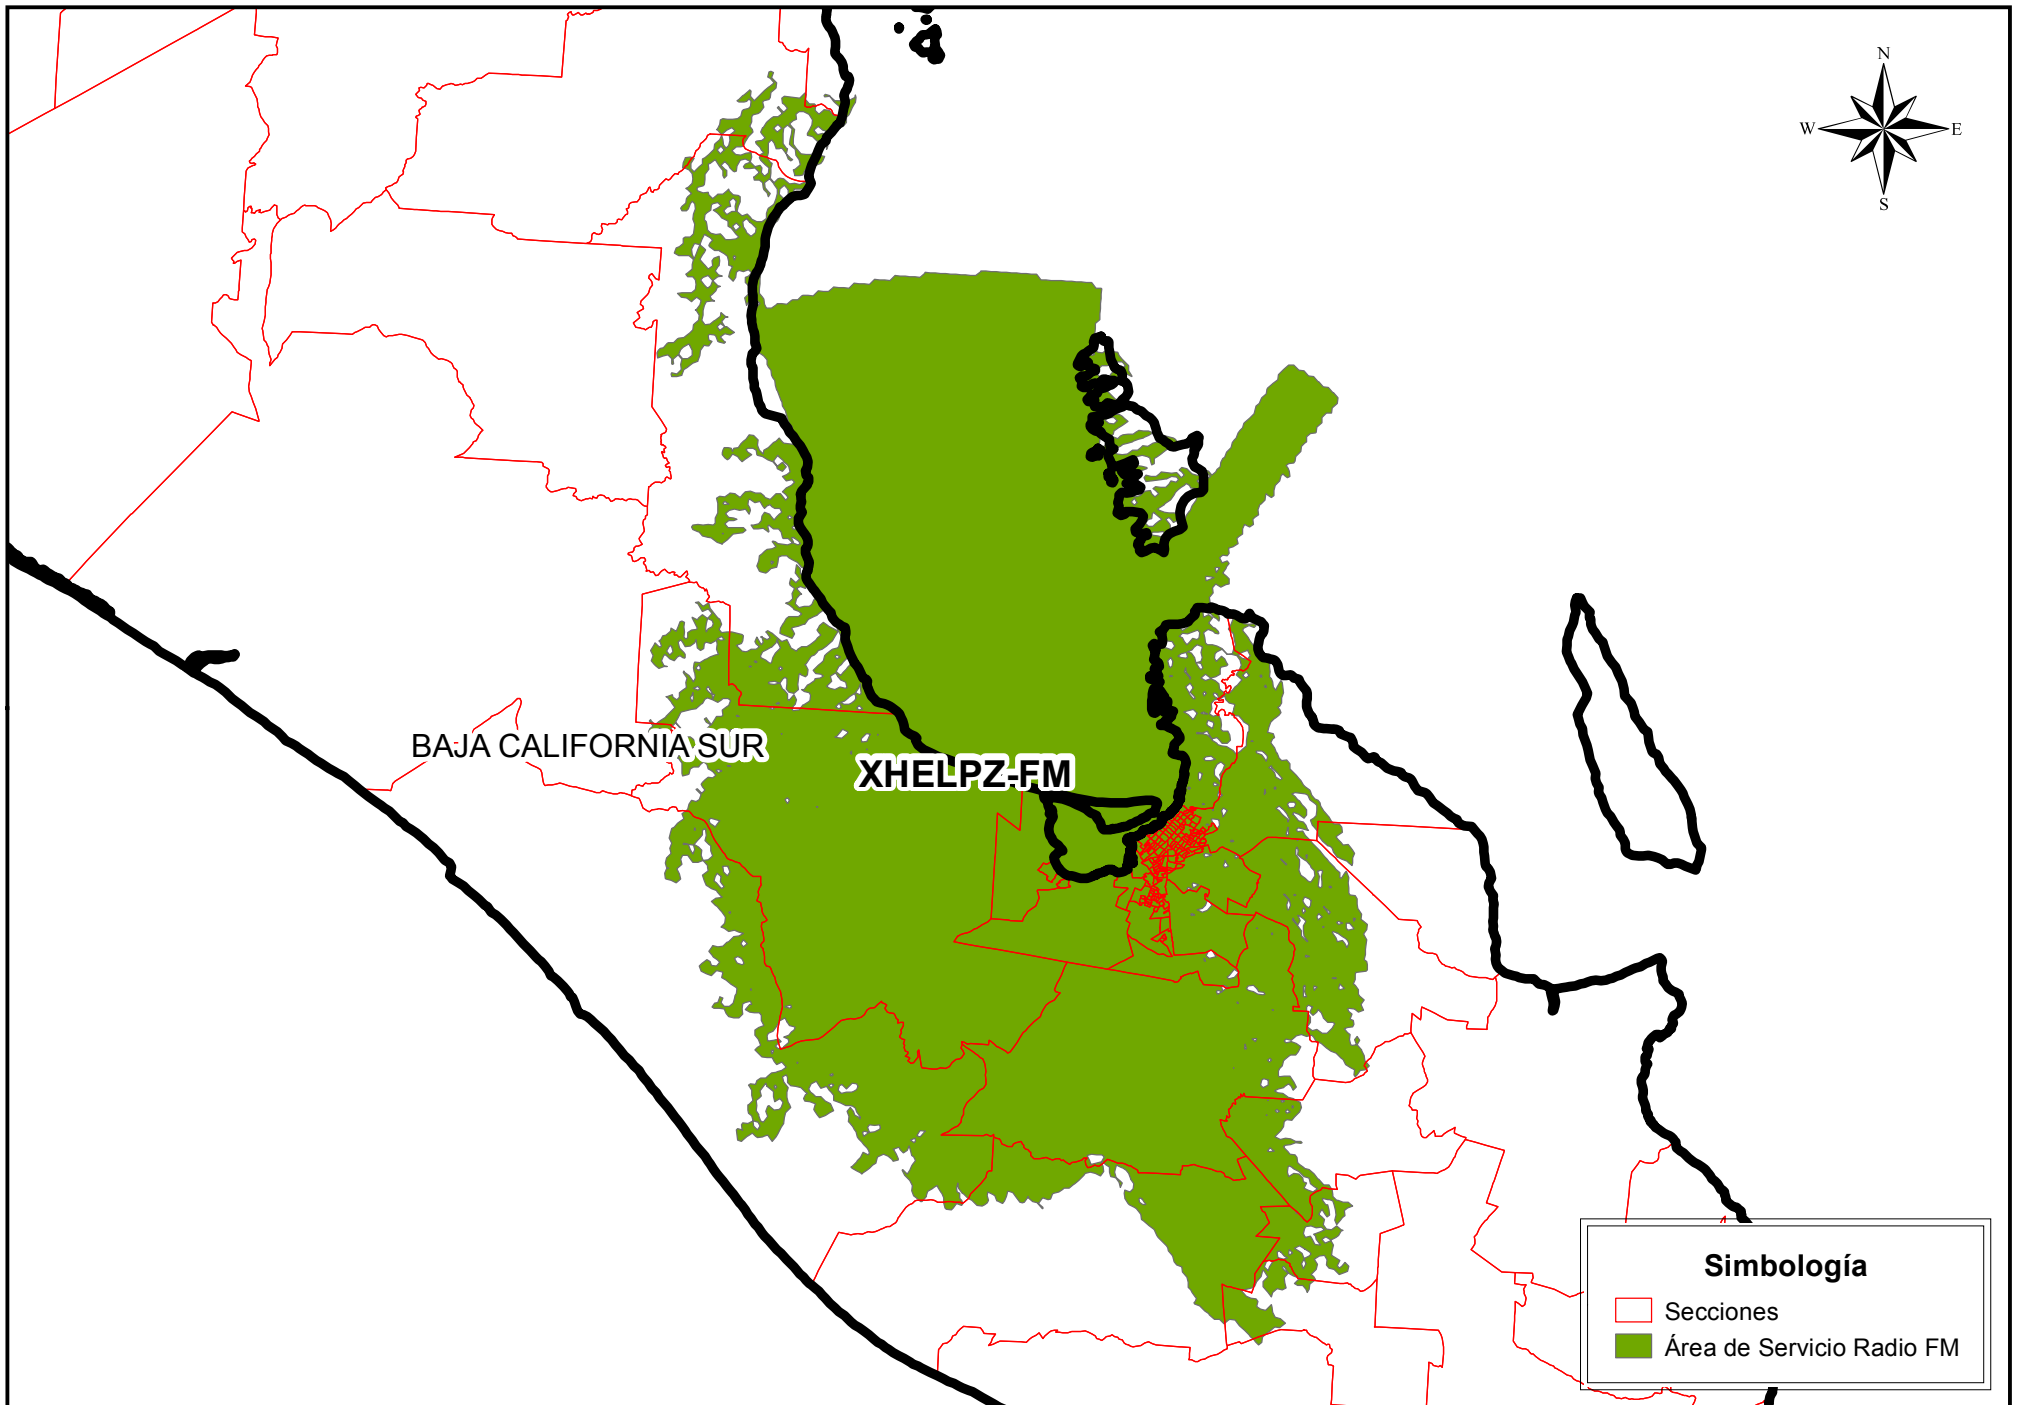 N
W E
S
BAJA CALIFORNIA SUR
XHELPZ-FM
Simbología
Secciones
Área de Servicio Radio FM